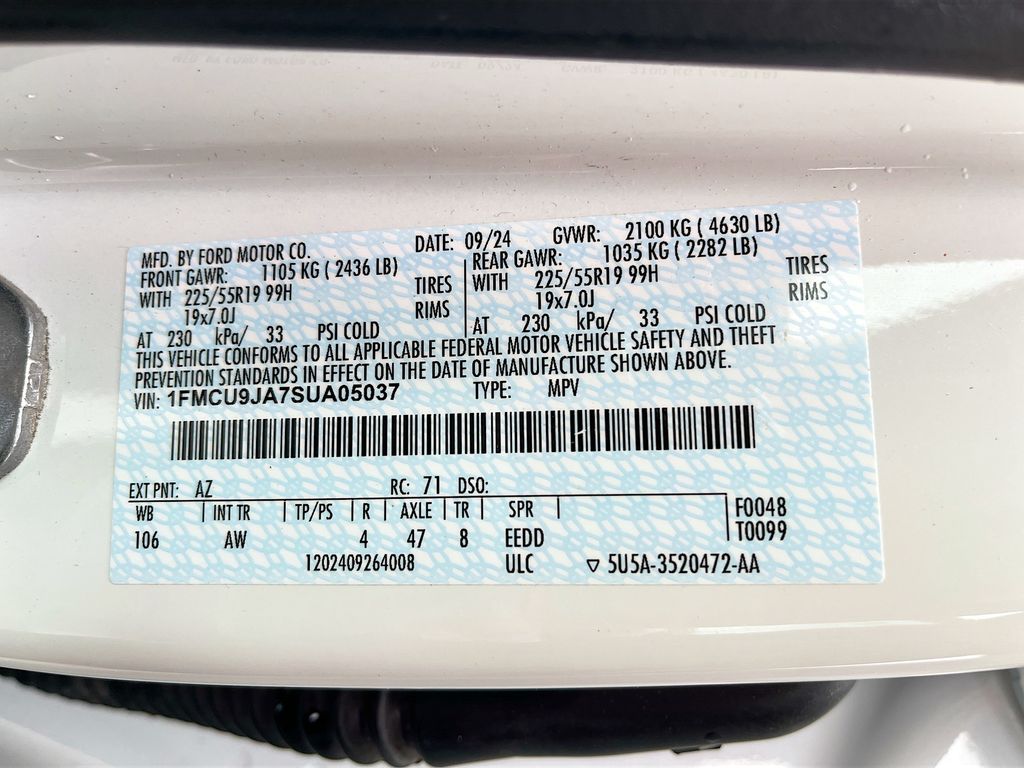 MFD. BY FORD MOTOR CO. DATE: 09/24 GVWR: 2100 KG ( 4630 LB)
FRONT GAWR: 1105 KG ( 2436 LB) REAR GAWR: 1035 KG ( 2282 LB)
WITH 225/55R19 99H TIRES WITH 225/55R19 99H TIRES
19x7.0J RIMS 19x7.0J RIMS
AT 230 kPa/ 33 PSI COLD AT 230 kPa/ 33 PSI COLD
THIS VEHICLE CONFORMS TO ALL APPLICABLE FEDERAL MOTOR VEHICLE SAFETY AND THEFT
PREVENTION STANDARDS IN EFFECT ON THE DATE OF MANUFACTURE SHOWN ABOVE.
VIN: 1FMCU9JA7SUA05037 TYPE: MPV
EXT PNT: AZ RC: 71 DSO:
WB | INT TR | TP/PS | R | AXLE | TR | SPR | F0048
106 AW 4 47 8 EEDD T0099
1202409264008 ULC ▽ 5U5A-3520472-AA